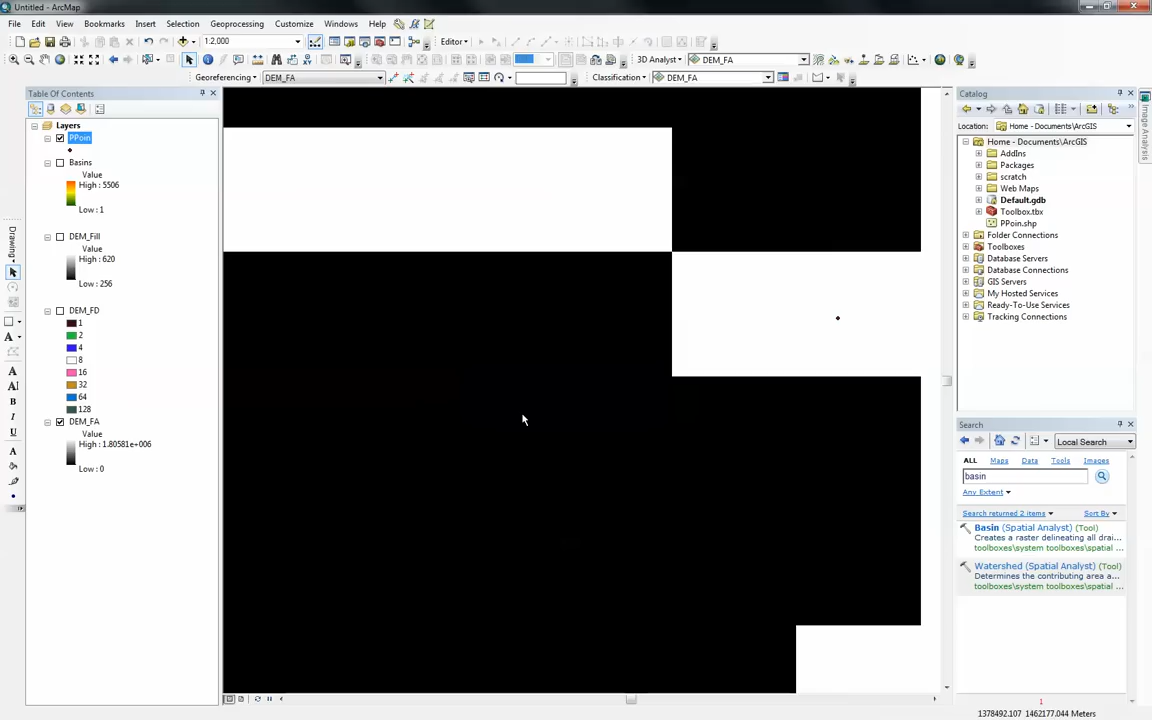 Untitled - ArcMap
File Edit View Bookmarks Insert Selection Geoprocessing Customize Windows Help
1:2,000
Editor
3D Analyst DEM_FA
Georeferencing DEM_FA
Classification DEM_FA
Table Of Contents
Layers
PPoin
Basins
Value
High : 5506
Low : 1
DEM_Fill
Value
High : 620
Low : 256
DEM_FD
1
2
4
8
16
32
64
128
DEM_FA
Value
High : 1.80581e+006
Low : 0
Drawing
A
A
B
I
U
A
Catalog
Location: Home - Documents\ArcGIS
Home - Documents\ArcGIS
AddIns
Packages
scratch
Web Maps
Default.gdb
Toolbox.tbx
PPoin.shp
Folder Connections
Toolboxes
Database Servers
Database Connections
GIS Servers
My Hosted Services
Ready-To-Use Services
Tracking Connections
Image Analysis
Search
Local Search
ALL Maps Data Tools Images
basin
Any Extent
Search returned 2 items Sort By
Basin (Spatial Analyst) (Tool)
Creates a raster delineating all drai...
toolboxes\system toolboxes\spatial ...
Watershed (Spatial Analyst) (Tool)
Determines the contributing area a...
toolboxes\system toolboxes\spatial ...
1
1378492.107 1462177.044 Meters